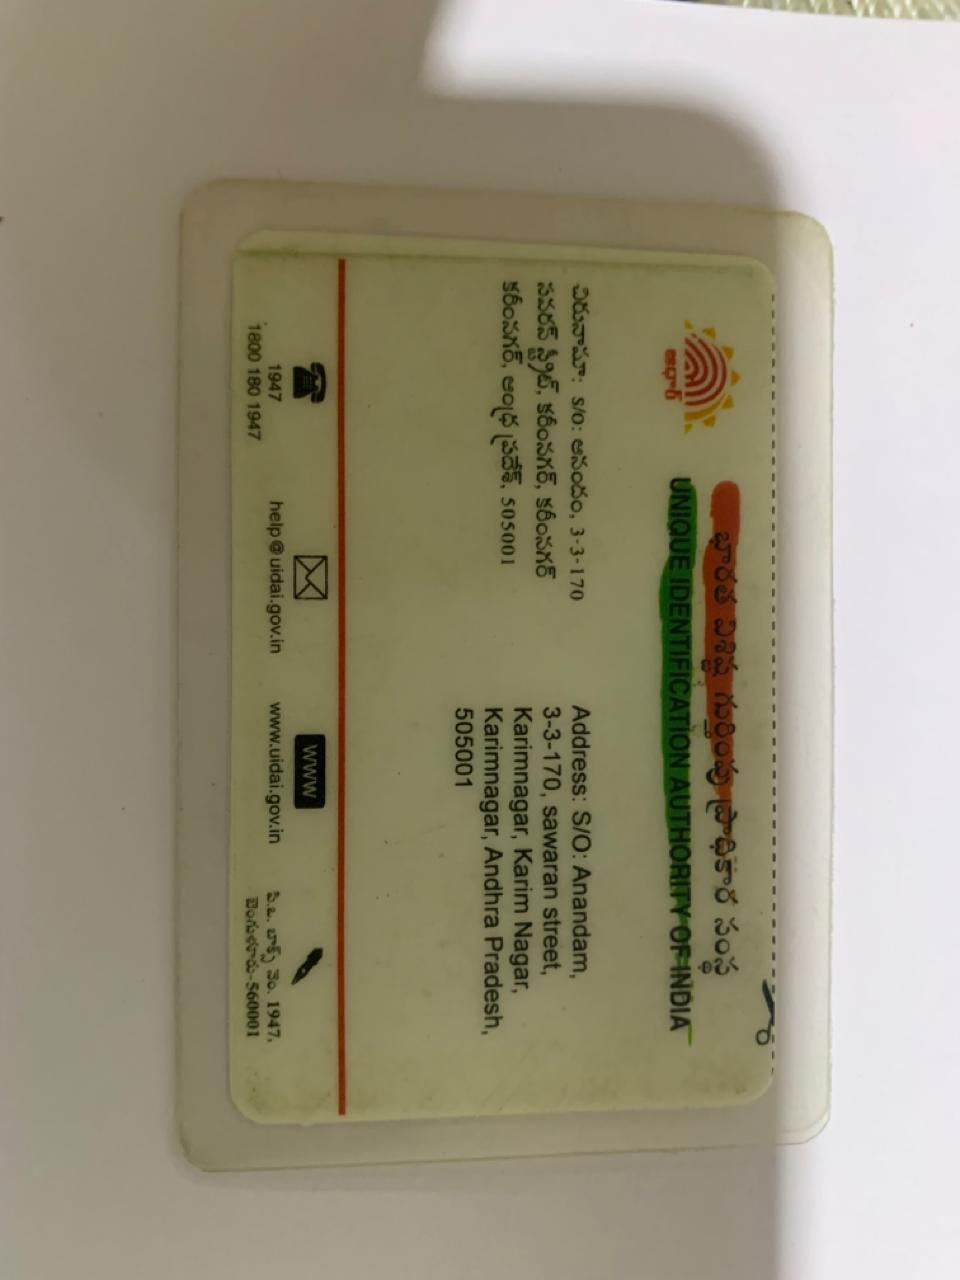 భారత విశిష్ట గుర్తింపు ప్రాధికార సంస్థ
UNIQUE IDENTIFICATION AUTHORITY OF INDIA
ఆధార్
చిరునామా: S/O: ఆనందం, 3-3-170
సవరన్ స్ట్రీట్, కరీంనగర్, కరీంనగర్
కరీంనగర్, ఆంధ్ర ప్రదేశ్, 505001
Address: S/O: Anandam,
3-3-170, sawaran street,
Karimnagar, Karim Nagar,
Karimnagar, Andhra Pradesh,
505001
1947
1800 180 1947
help@uidai.gov.in
www
www.uidai.gov.in
పి.ఒ. బాక్స్ నెం. 1947,
బెంగుళూరు-560001